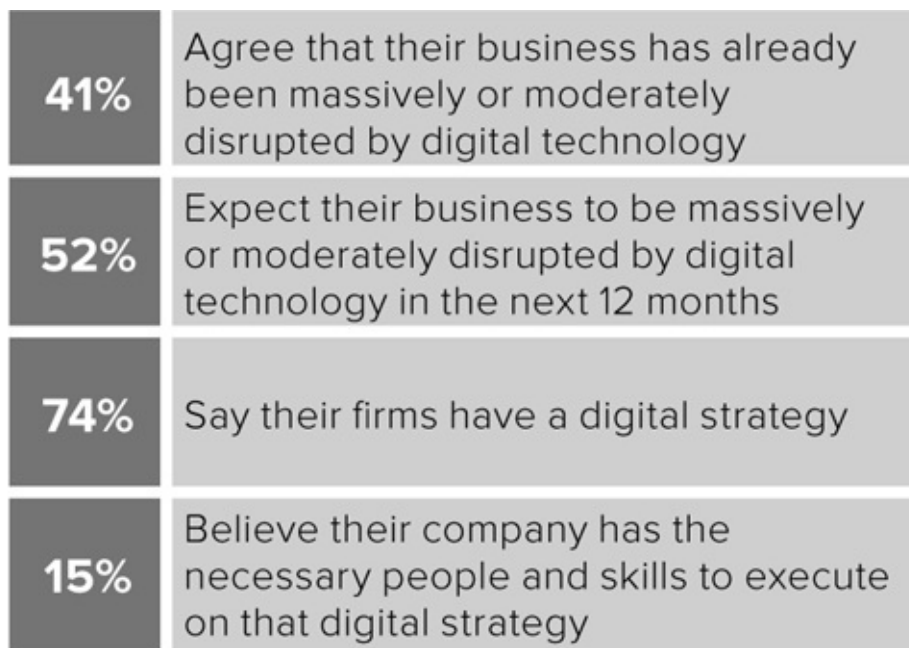 41%
Agree that their business has already
been massively or moderately
disrupted by digital technology
52%
Expect their business to be massively
or moderately disrupted by digital
technology in the next 12 months
74%
Say their firms have a digital strategy
15%
Believe their company has the
necessary people and skills to execute
on that digital strategy